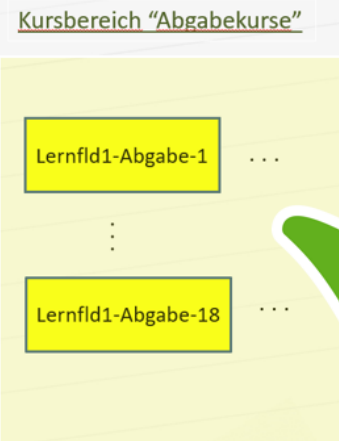 Kursbereich “Abgabekurse”
Lernfld1-Abgabe-1 . . .
⋮
Lernfld1-Abgabe-18 . . .